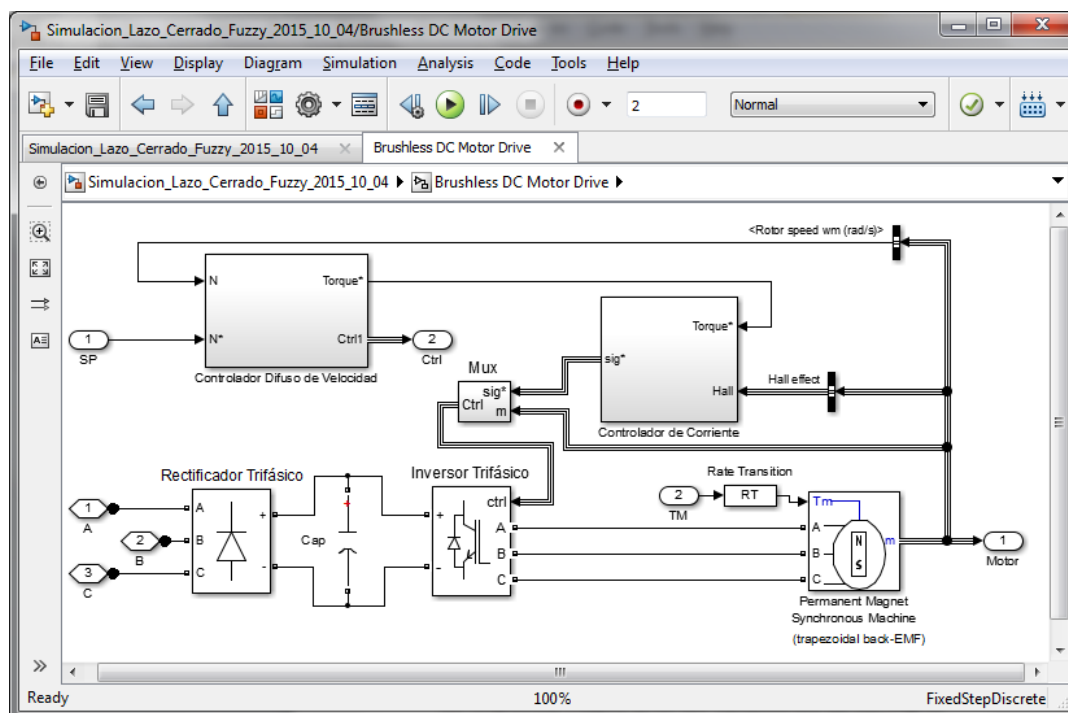 Simulacion_Lazo_Cerrado_Fuzzy_2015_10_04/Brushless DC Motor Drive
File Edit View Display Diagram Simulation Analysis Code Tools Help
2 Normal
Simulacion_Lazo_Cerrado_Fuzzy_2015_10_04 Brushless DC Motor Drive
Simulacion_Lazo_Cerrado_Fuzzy_2015_10_04 Brushless DC Motor Drive
<Rotor speed wm (rad/s)>
N Torque*
1 N* Ctrl1 2
SP Ctrl
Controlador Difuso de Velocidad
Torque*
sig*
Hall
Hall effect
Controlador de Corriente
Mux
sig*
Ctrl
m
Rectificador Trifásico
1 A +
A
2 B
B
3 C -
C
Cap
+
Inversor Trifásico
+ ctrl
A
B
- C
Rate Transition
2 RT
TM
Tm
A N m
B
C S
1
Motor
Permanent Magnet
Synchronous Machine
(trapezoidal back-EMF)
Ready 100% FixedStepDiscrete